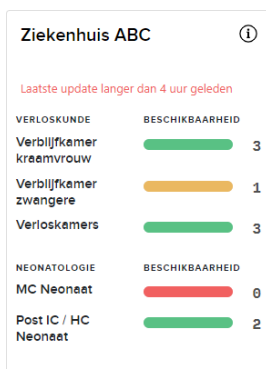 Ziekenhuis ABC
Laatste update langer dan 4 uur geleden
VERLOSKUNDE BESCHIKBAARHEID
Verblijfkamer
kraamvrouw 3
Verblijfkamer
zwangere 1
Verloskamers 3
NEONATOLOGIE BESCHIKBAARHEID
MC Neonaat 0
Post IC / HC
Neonaat 2